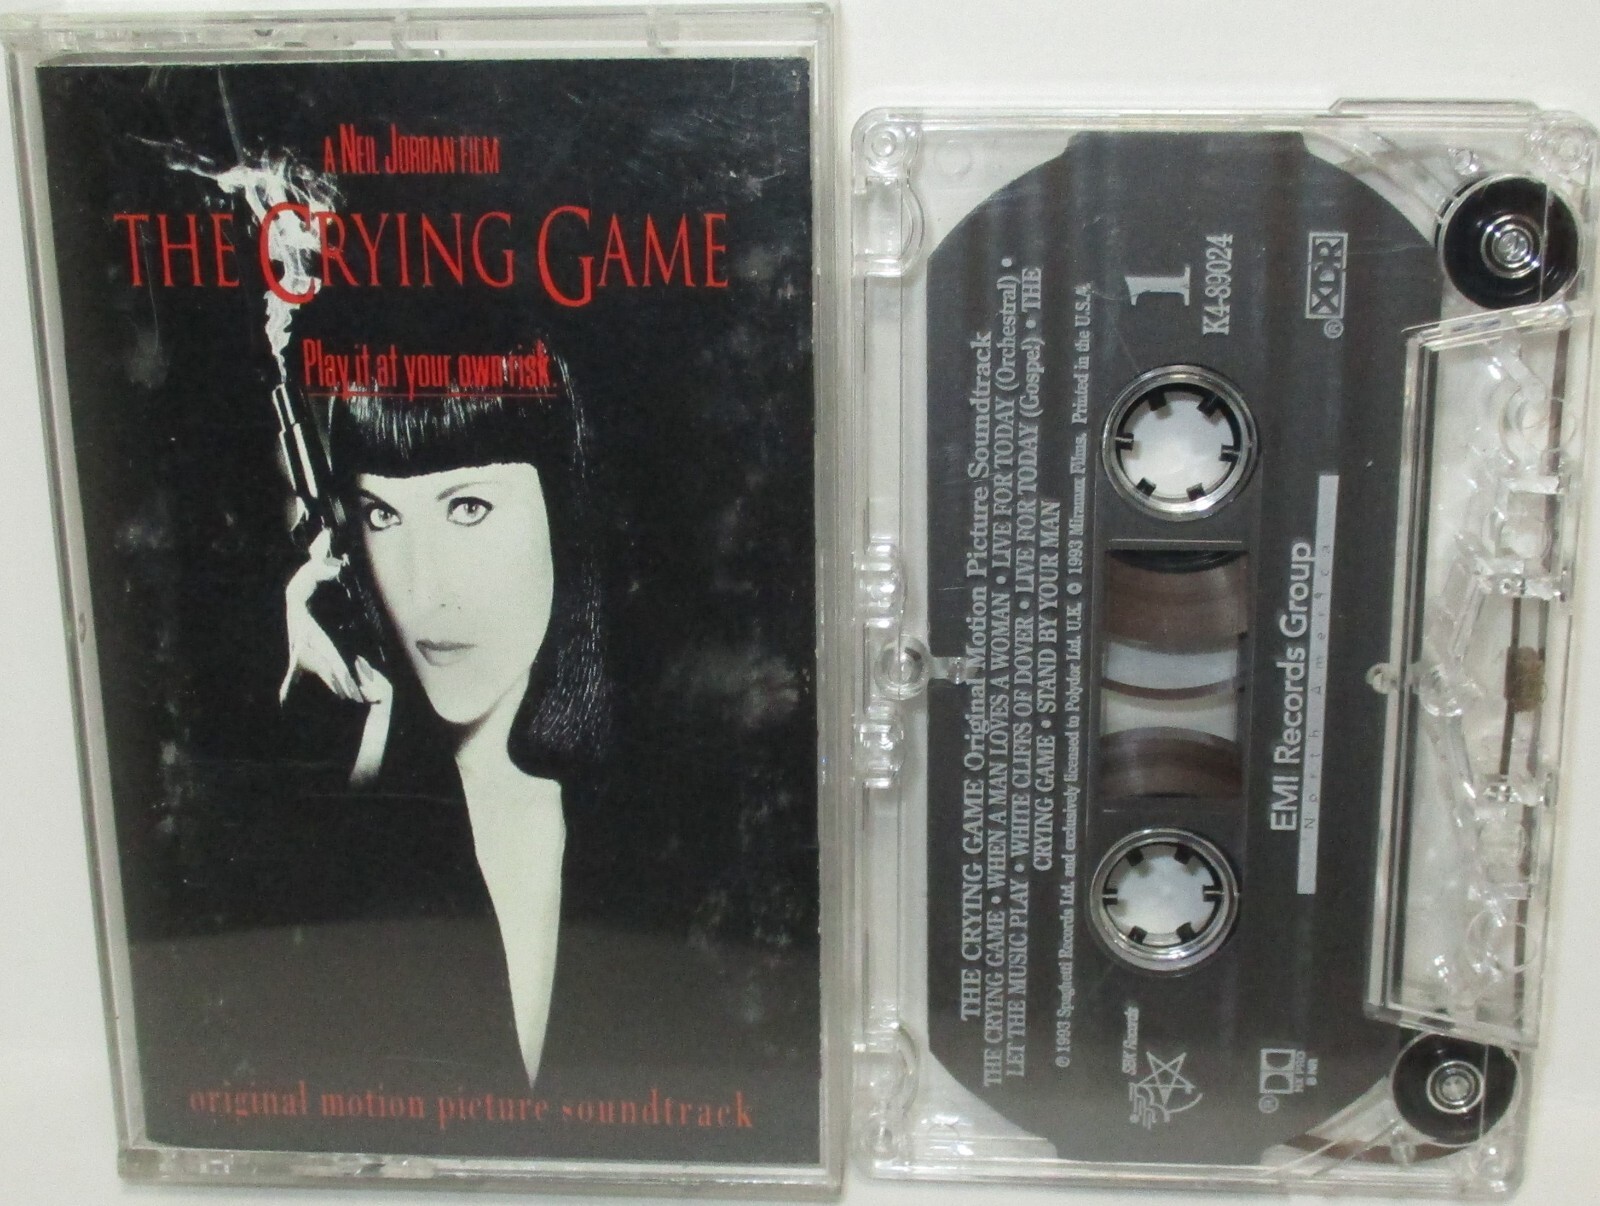 A NEIL JORDAN FILM
THE CRYING GAME
Play it at your own risk.
original motion picture soundtrack
THE CRYING GAME Original Motion Picture Soundtrack
THE CRYING GAME • WHEN A MAN LOVES A WOMAN • LIVE FOR TODAY (Orchestral) •
LET THE MUSIC PLAY • WHITE CLIFFS OF DOVER • LIVE FOR TODAY (Gospel) • THE
CRYING GAME • STAND BY YOUR MAN
℗ 1993 Spaghetti Records Ltd. and exclusively licensed to Polydor Ltd. U.K. © 1993 Miramax Films. Printed in the U.S.A.
1
K4-89024
® XDR
EMI Records Group
North America
SBK Records
®
HX PRO
B NR